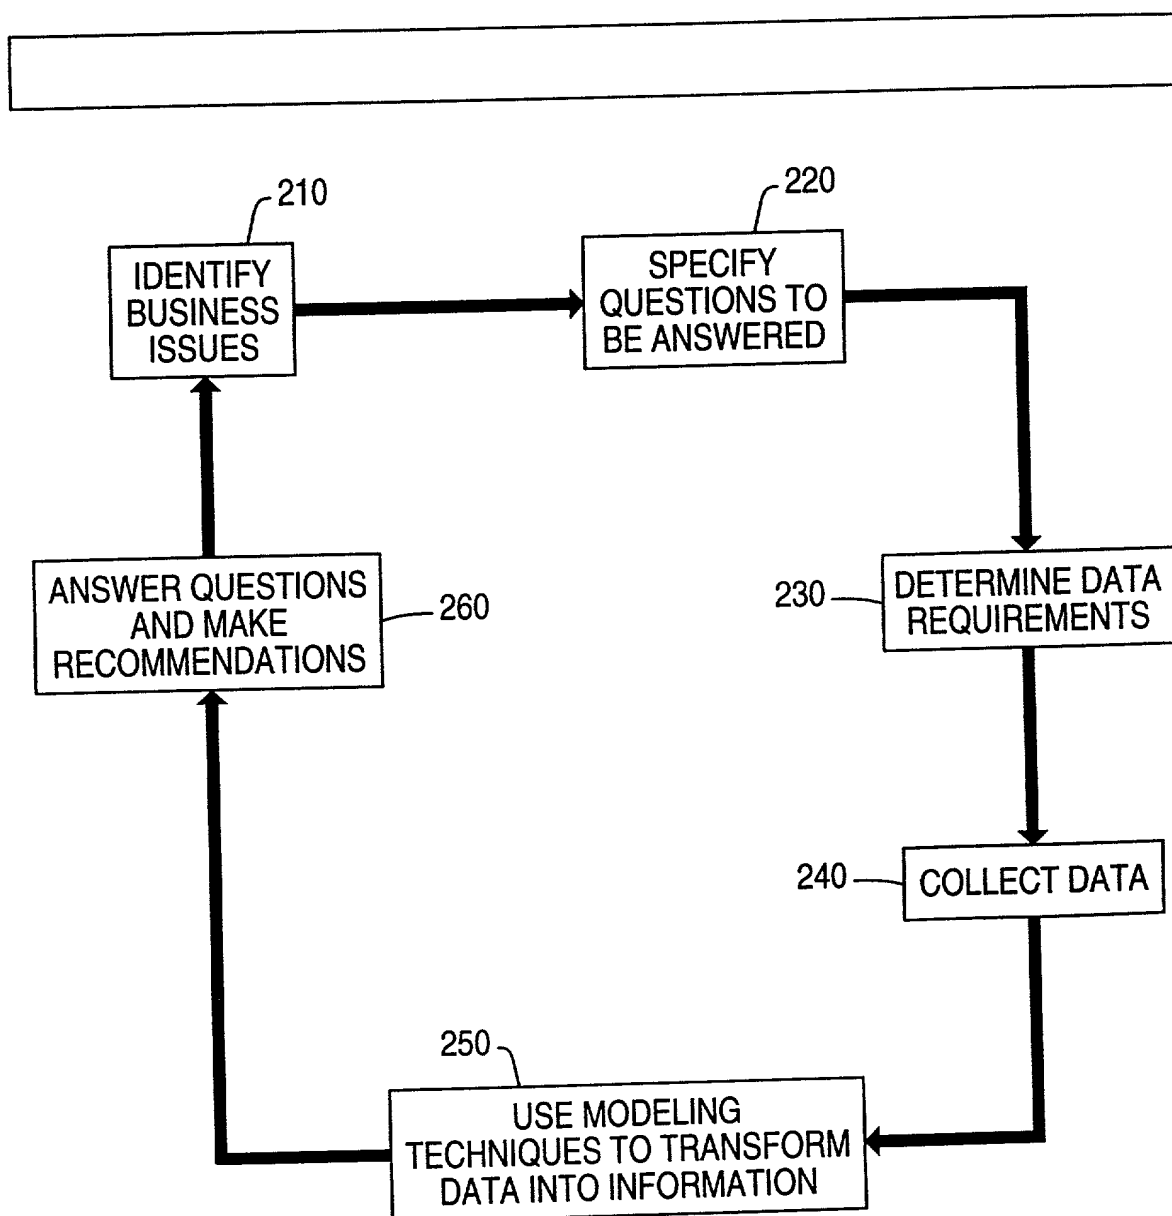 210
IDENTIFY
BUSINESS
ISSUES
220
SPECIFY
QUESTIONS TO
BE ANSWERED
230
DETERMINE DATA
REQUIREMENTS
240
COLLECT DATA
250
USE MODELING
TECHNIQUES TO TRANSFORM
DATA INTO INFORMATION
260
ANSWER QUESTIONS
AND MAKE
RECOMMENDATIONS